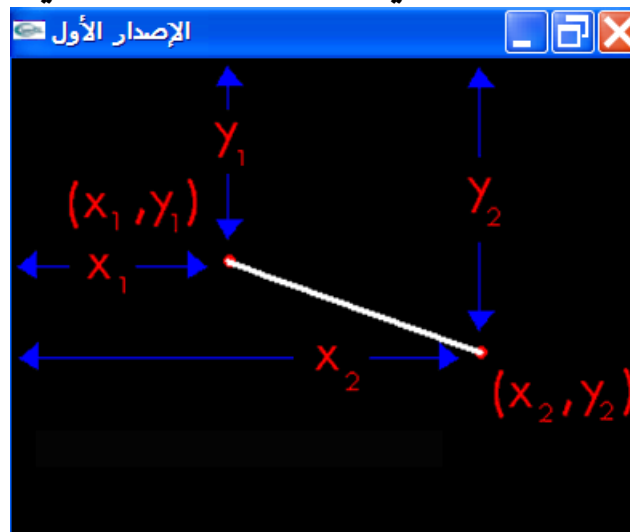 الإصدار الأول
y₁
(x₁,y₁)
y₂
x₁
x₂
(x₂,y₂)